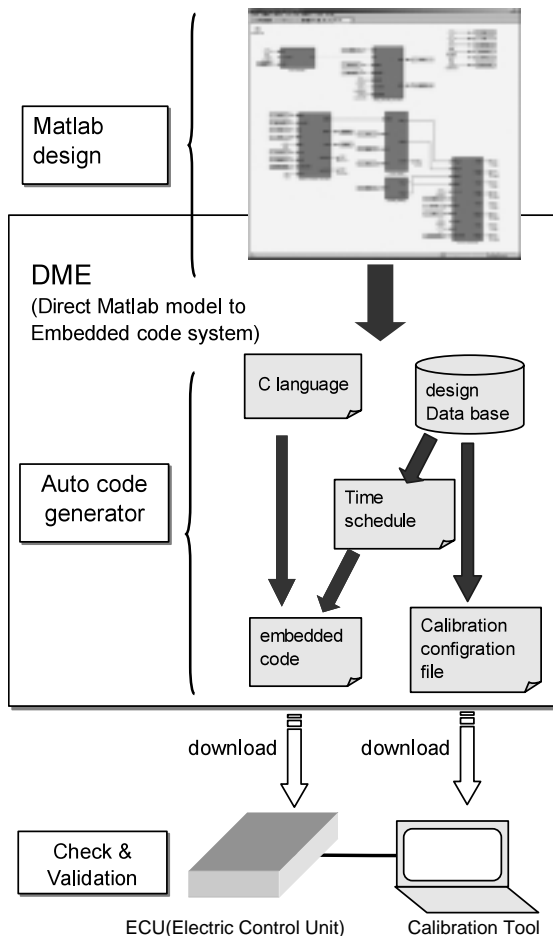 Matlab
design
DME
(Direct Matlab model to
Embedded code system)
C language
design
Data base
Auto code
generator
Time
schedule
embedded
code
Calibration
configration
file
download
download
Check &
Validation
ECU(Electric Control Unit)
Calibration Tool